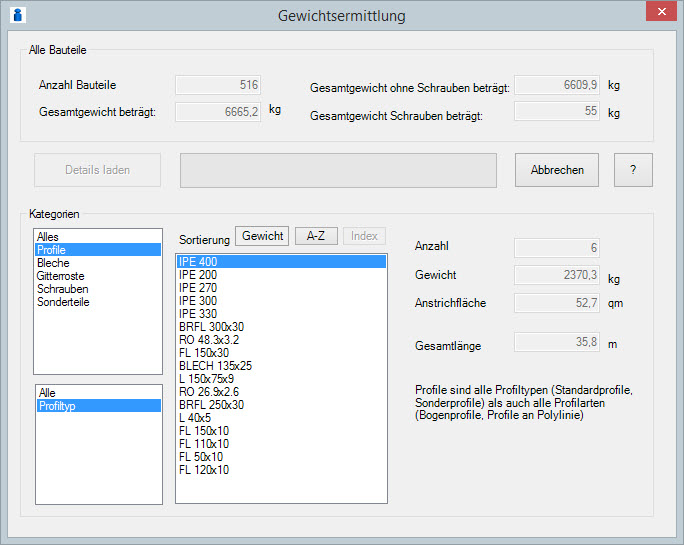 Gewichtsermittlung
Alle Bauteile
Anzahl Bauteile 516
Gesamtgewicht ohne Schrauben beträgt: 6609,9 kg
Gesamtgewicht beträgt: 6665,2 kg
Gesamtgewicht Schrauben beträgt: 55 kg
Details laden
Abbrechen
?
Kategorien
Alles
Profile
Bleche
Gitterroste
Schrauben
Sonderteile
Alle
Profiltyp
Sortierung Gewicht A-Z Index
IPE 400
IPE 200
IPE 270
IPE 300
IPE 330
BRFL 300x30
RO 48.3x3.2
FL 150x30
BLECH 135x25
L 150x75x9
RO 26.9x2.6
BRFL 250x30
L 40x5
FL 150x10
FL 110x10
FL 50x10
FL 120x10
Anzahl 6
Gewicht 2370,3 kg
Anstrichfläche 52,7 qm
Gesamtlänge 35,8 m
Profile sind alle Profiltypen (Standardprofile,
Sonderprofile) als auch alle Profilarten
(Bogenprofile, Profile an Polylinie)